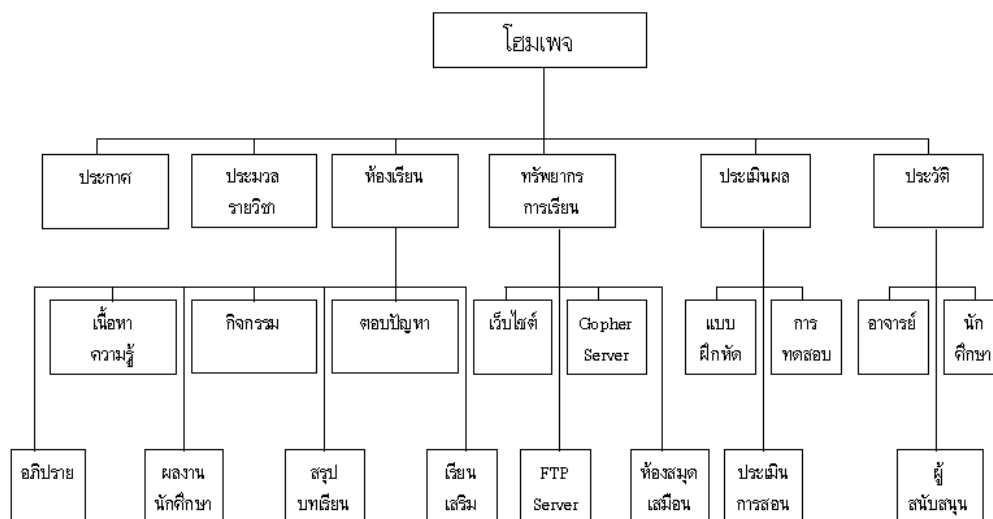 โฮมเพจ
ประกาศ
ประมวล
รายวิชา
ห้องเรียน
ทรัพยากร
การเรียน
ประเมินผล
ประวัติ
เนื้อหา
ความรู้
กิจกรรม
ตอบปัญหา
เว็บไซต์
Gopher
Server
แบบ
ฝึกหัด
การ
ทดสอบ
อาจารย์
นัก
ศึกษา
อภิปราย
ผลงาน
นักศึกษา
สรุป
บทเรียน
เรียน
เสริม
FTP
Server
ห้องสมุด
เสมือน
ประเมิน
การสอน
ผู้
สนับสนุน